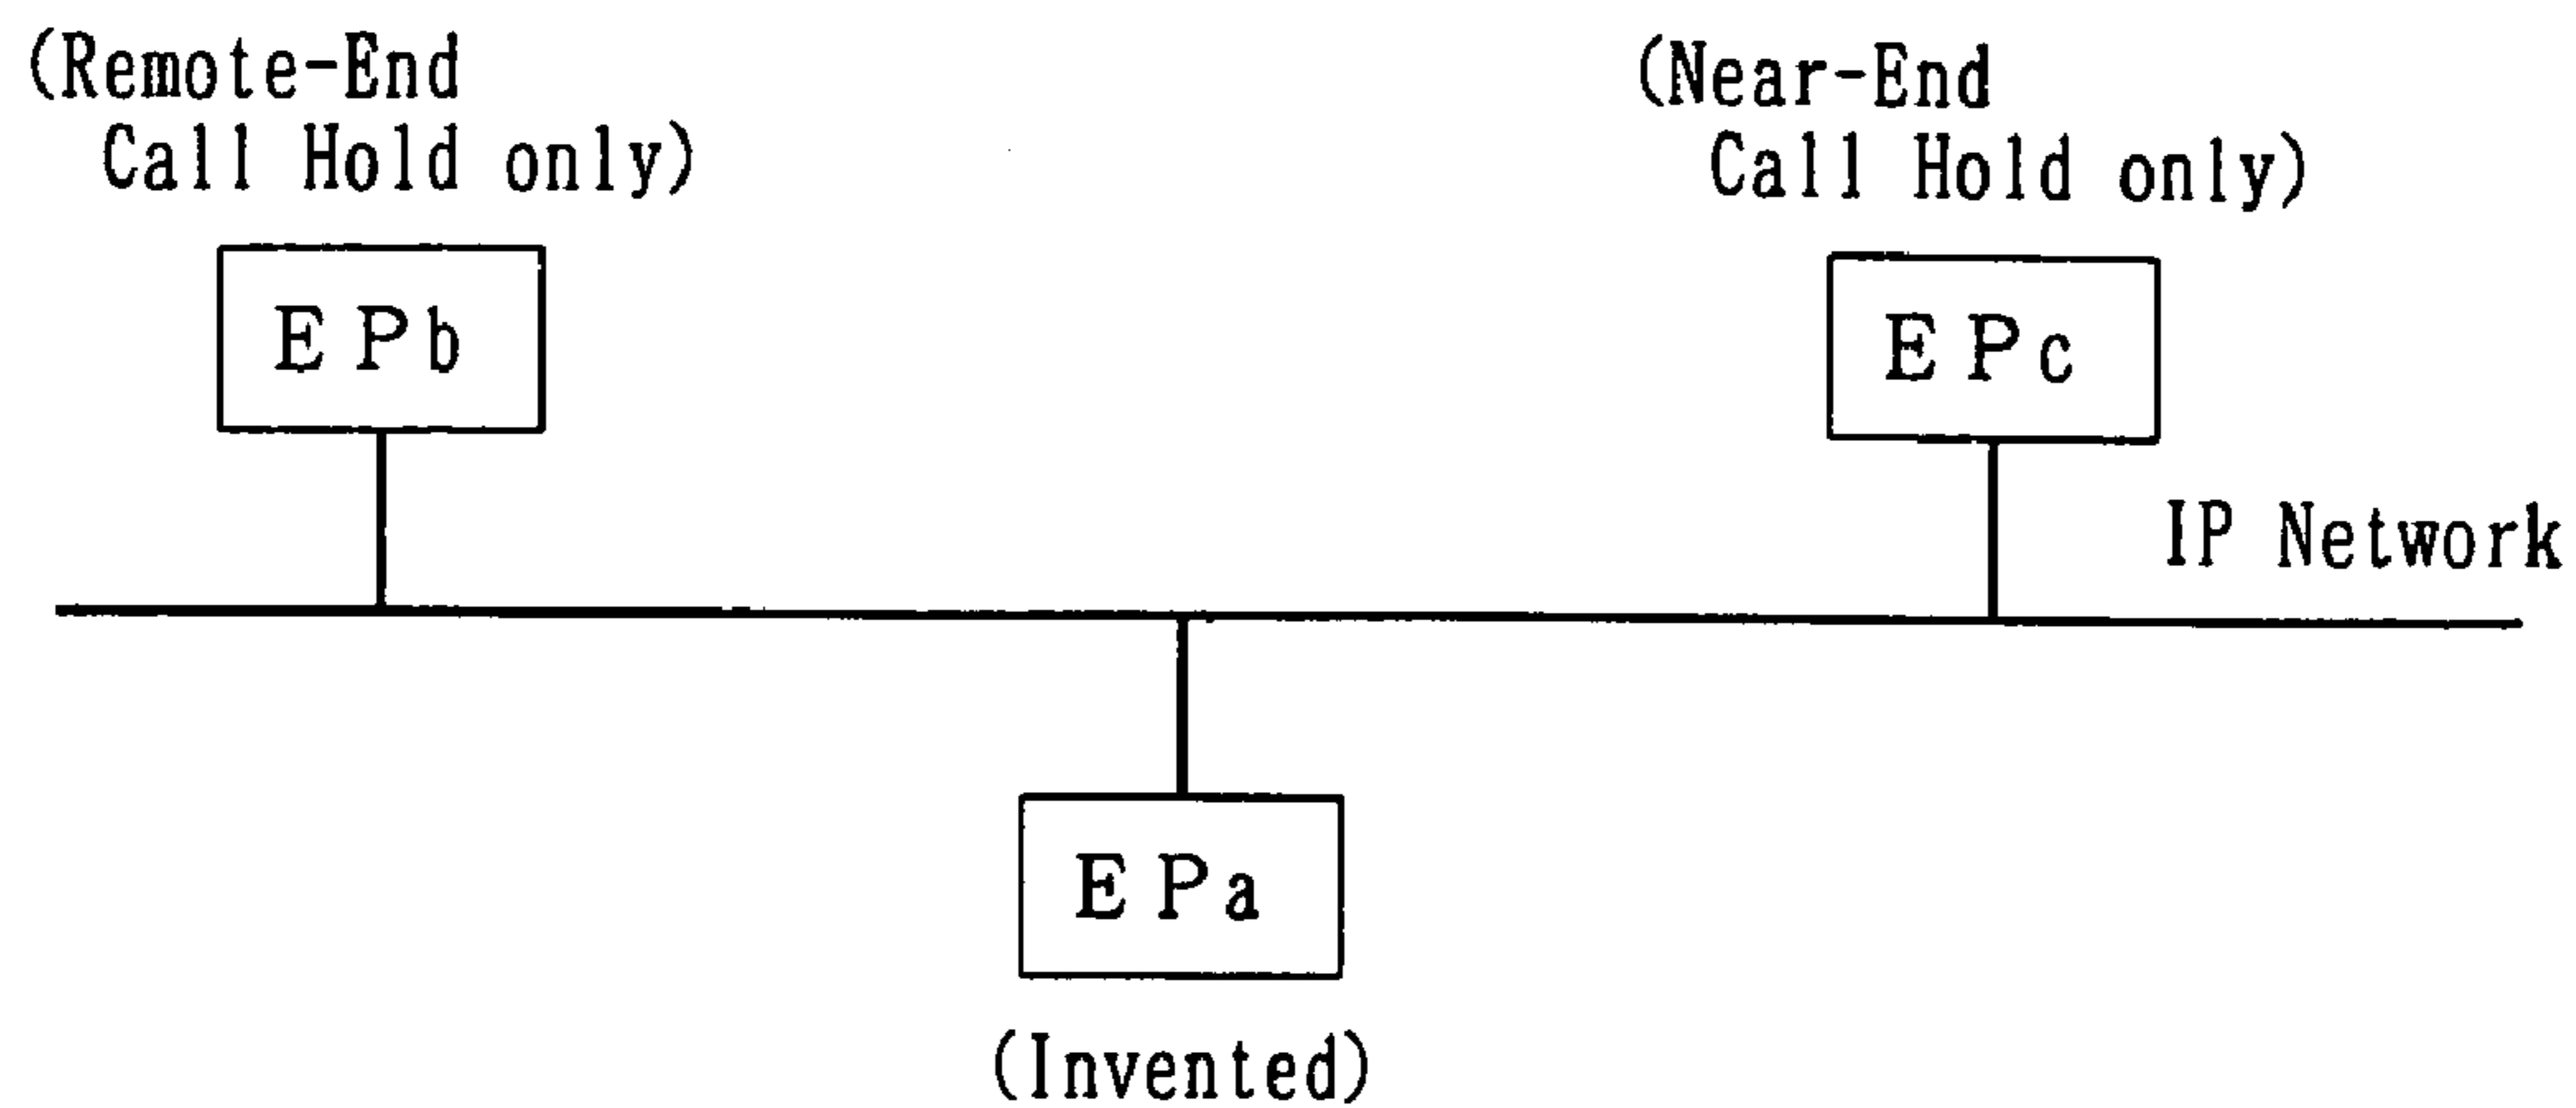 (Remote-End
Call Hold only)
(Near-End
Call Hold only)
EPb
EPc
IP Network
EPa
(Invented)